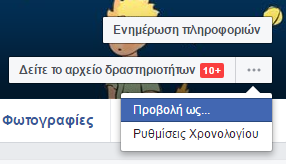 Ενημέρωση πληροφοριών
Δείτε το αρχείο δραστηριοτήτων 10+ ...
Προβολή ως...
Φωτογραφίες
Ρυθμίσεις Χρονολογίου